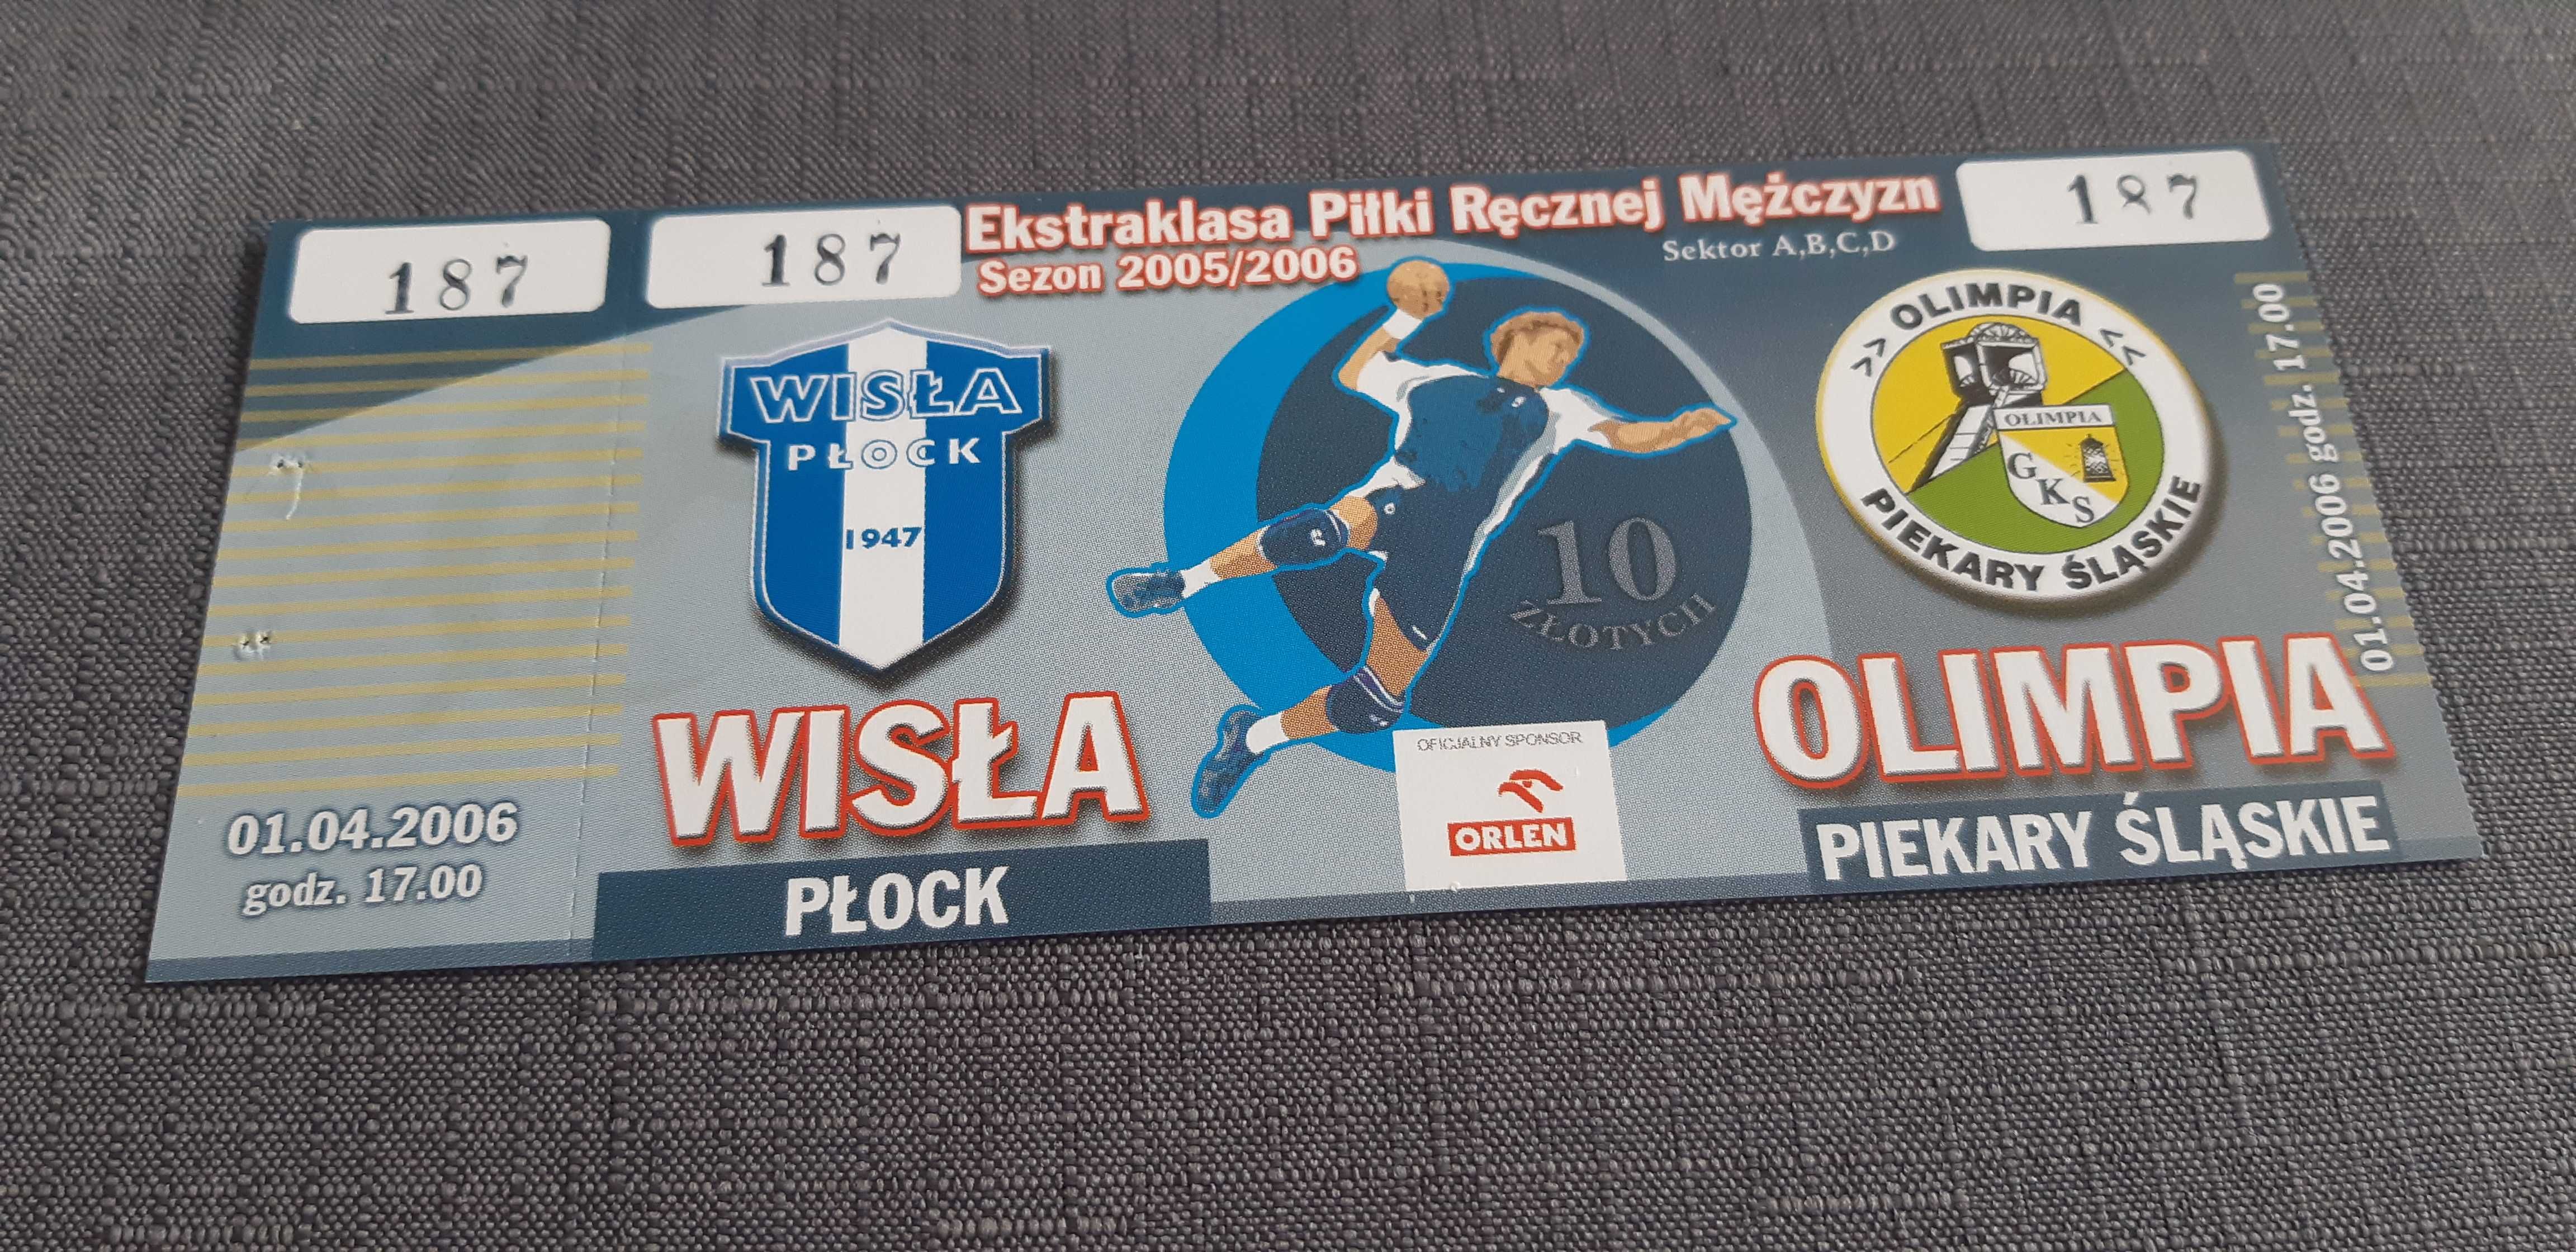 187
187
187
Ekstraklasa Piłki Ręcznej Mężczyzn
Sezon 2005/2006
Sektor A,B,C,D
WISŁA
PŁOCK
1947
10
ZŁOTYCH
>> OLIMPIA <<
OLIMPIA
GKS
PIEKARY ŚLĄSKIE
01.04.2006 godz. 17.00
01.04.2006
godz. 17.00
WISŁA
PŁOCK
OFICJALNY SPONSOR
ORLEN
OLIMPIA
PIEKARY ŚLĄSKIE